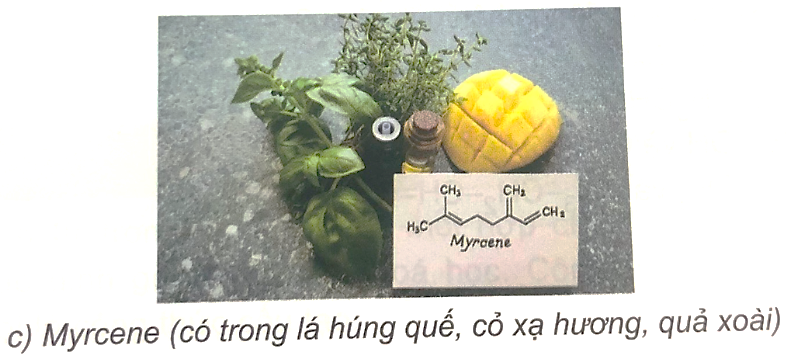 CH₃ CH₂
H₃C CH₂
Myrcene
c) Myrcene (có trong lá húng quế, cỏ xạ hương, quả xoài)